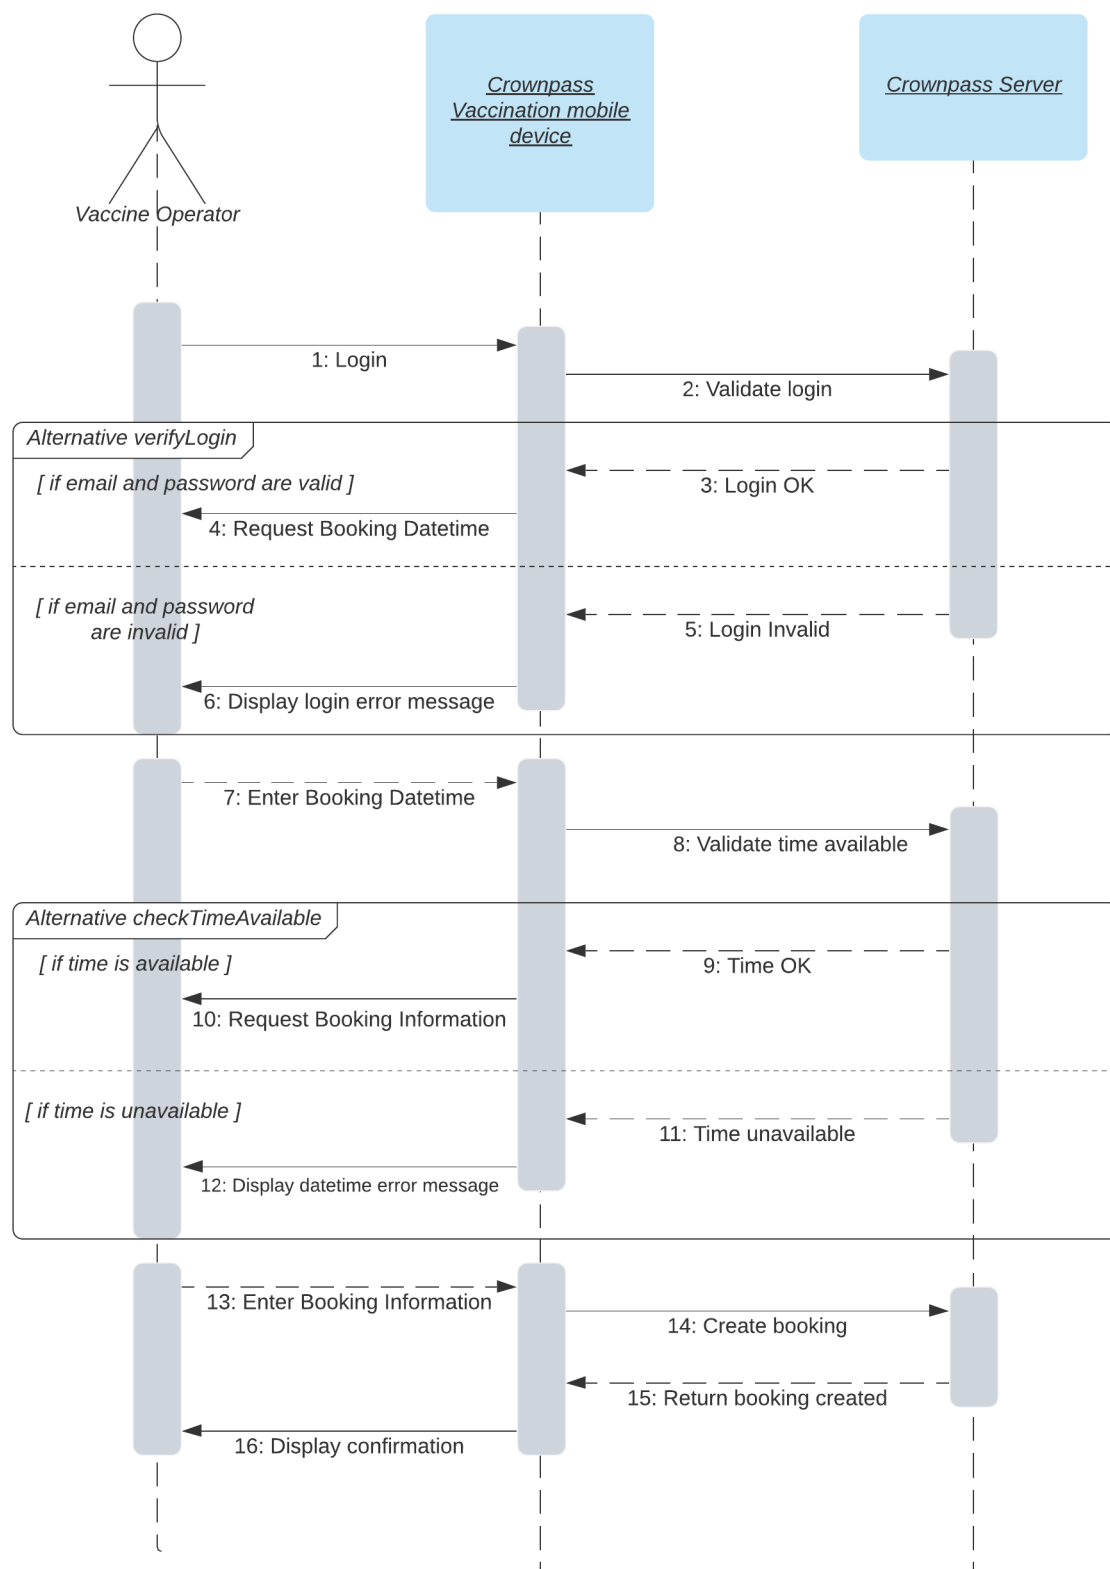 Crownpass
Vaccination mobile
device
Crownpass Server
Vaccine Operator
1: Login
2: Validate login
Alternative verifyLogin
[ if email and password are valid ]
3: Login OK
4: Request Booking Datetime
[ if email and password
are invalid ]
5: Login Invalid
6: Display login error message
7: Enter Booking Datetime
8: Validate time available
Alternative checkTimeAvailable
[ if time is available ]
9: Time OK
10: Request Booking Information
[ if time is unavailable ]
11: Time unavailable
12: Display datetime error message
13: Enter Booking Information
14: Create booking
15: Return booking created
16: Display confirmation